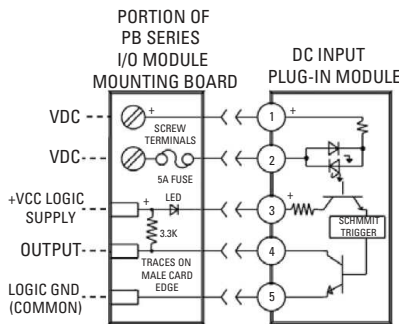 PORTION OF
PB SERIES
I/O MODULE
MOUNTING BOARD
DC INPUT
PLUG-IN MODULE
VDC
+
SCREW
TERMINALS
1
+
VDC
5A FUSE
2
+VCC LOGIC
SUPPLY
+
LED
3
+
3.3K
SCHMMIT
TRIGGER
OUTPUT
TRACES ON
MALE CARD
EDGE
4
LOGIC GND
(COMMON)
5